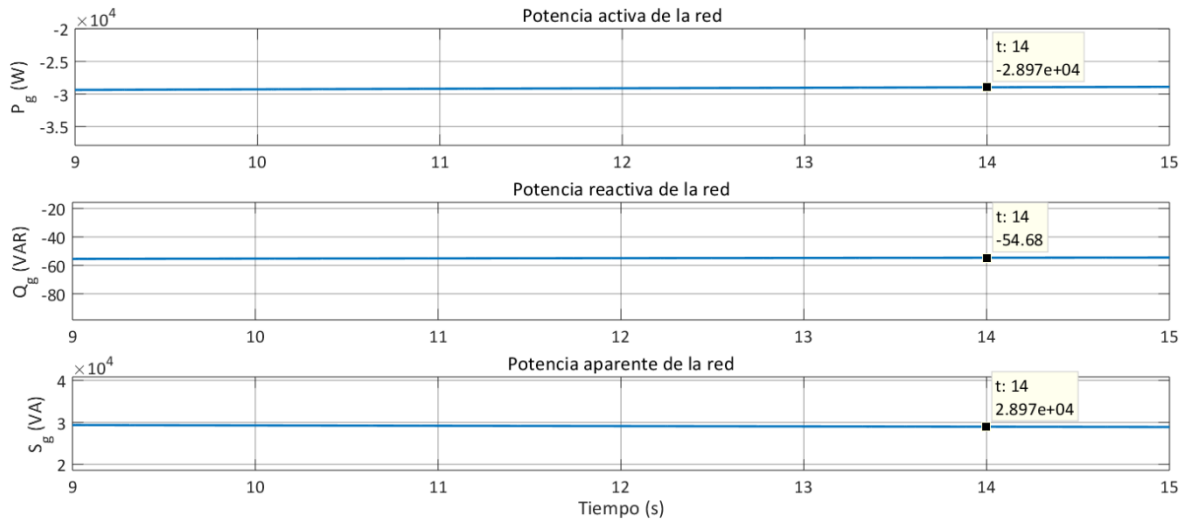 Potencia activa de la red
×10⁴
P_g (W)
-2
-2.5
-3
-3.5
t: 14
-2.897e+04
9 10 11 12 13 14 15
Potencia reactiva de la red
Q_g (VAR)
-20
-40
-60
-80
t: 14
-54.68
9 10 11 12 13 14 15
Potencia aparente de la red
×10⁴
S_g (VA)
4
3
2
t: 14
2.897e+04
9 10 11 12 13 14 15
Tiempo (s)